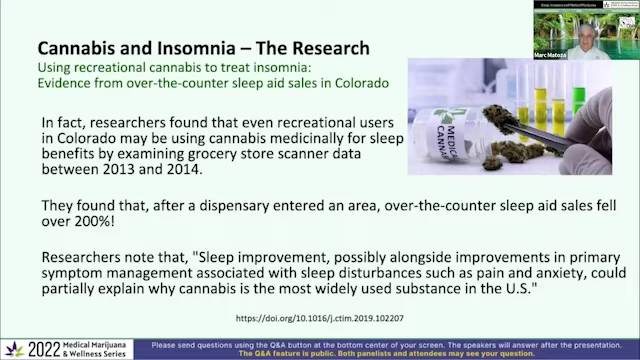 Sleep, Insomnia and Medical Marijuana
Marc Matoza
Cannabis and Insomnia – The Research
Using recreational cannabis to treat insomnia:
Evidence from over-the-counter sleep aid sales in Colorado
MEDICAL
CANNAB
In fact, researchers found that even recreational users
in Colorado may be using cannabis medicinally for sleep
benefits by examining grocery store scanner data
between 2013 and 2014.
They found that, after a dispensary entered an area, over-the-counter sleep aid sales fell
over 200%!
Researchers note that, "Sleep improvement, possibly alongside improvements in primary
symptom management associated with sleep disturbances such as pain and anxiety, could
partially explain why cannabis is the most widely used substance in the U.S."
https://doi.org/10.1016/j.ctim.2019.102207
2022 Medical Marijuana
& Wellness Series
Please send questions using the Q&A button at the bottom center of your screen. The speakers will answer after the presentation.
The Q&A feature is public. Both panelists and attendees may see your question.